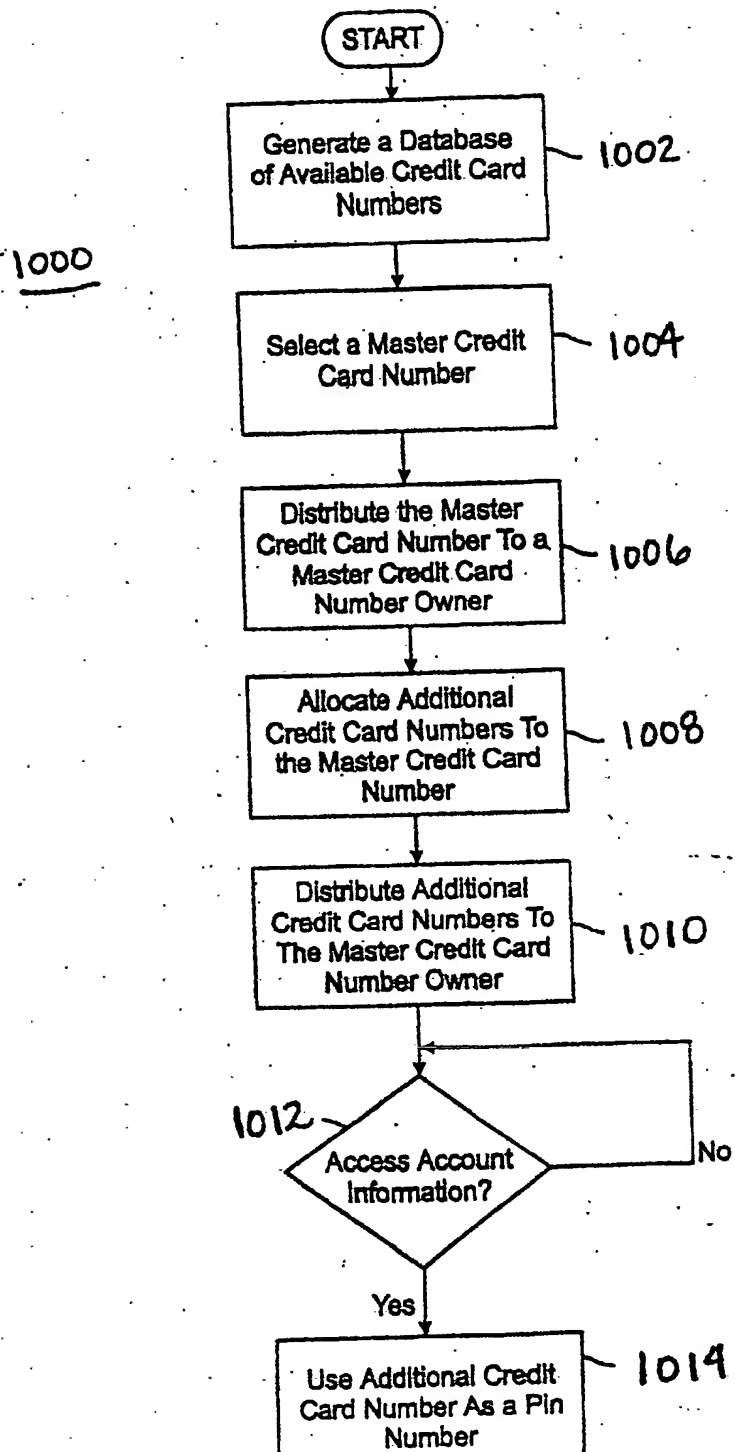 START
Generate a Database
of Available Credit Card
Numbers
1002
1000
Select a Master Credit
Card Number
1004
Distribute the Master
Credit Card Number To a
Master Credit Card
Number Owner
1006
Allocate Additional
Credit Card Numbers To
the Master Credit Card
Number
1008
Distribute Additional
Credit Card Numbers To
The Master Credit Card
Number Owner
1010
1012
Access Account
Information?
No
Yes
Use Additional Credit
Card Number As a Pin
Number
1014